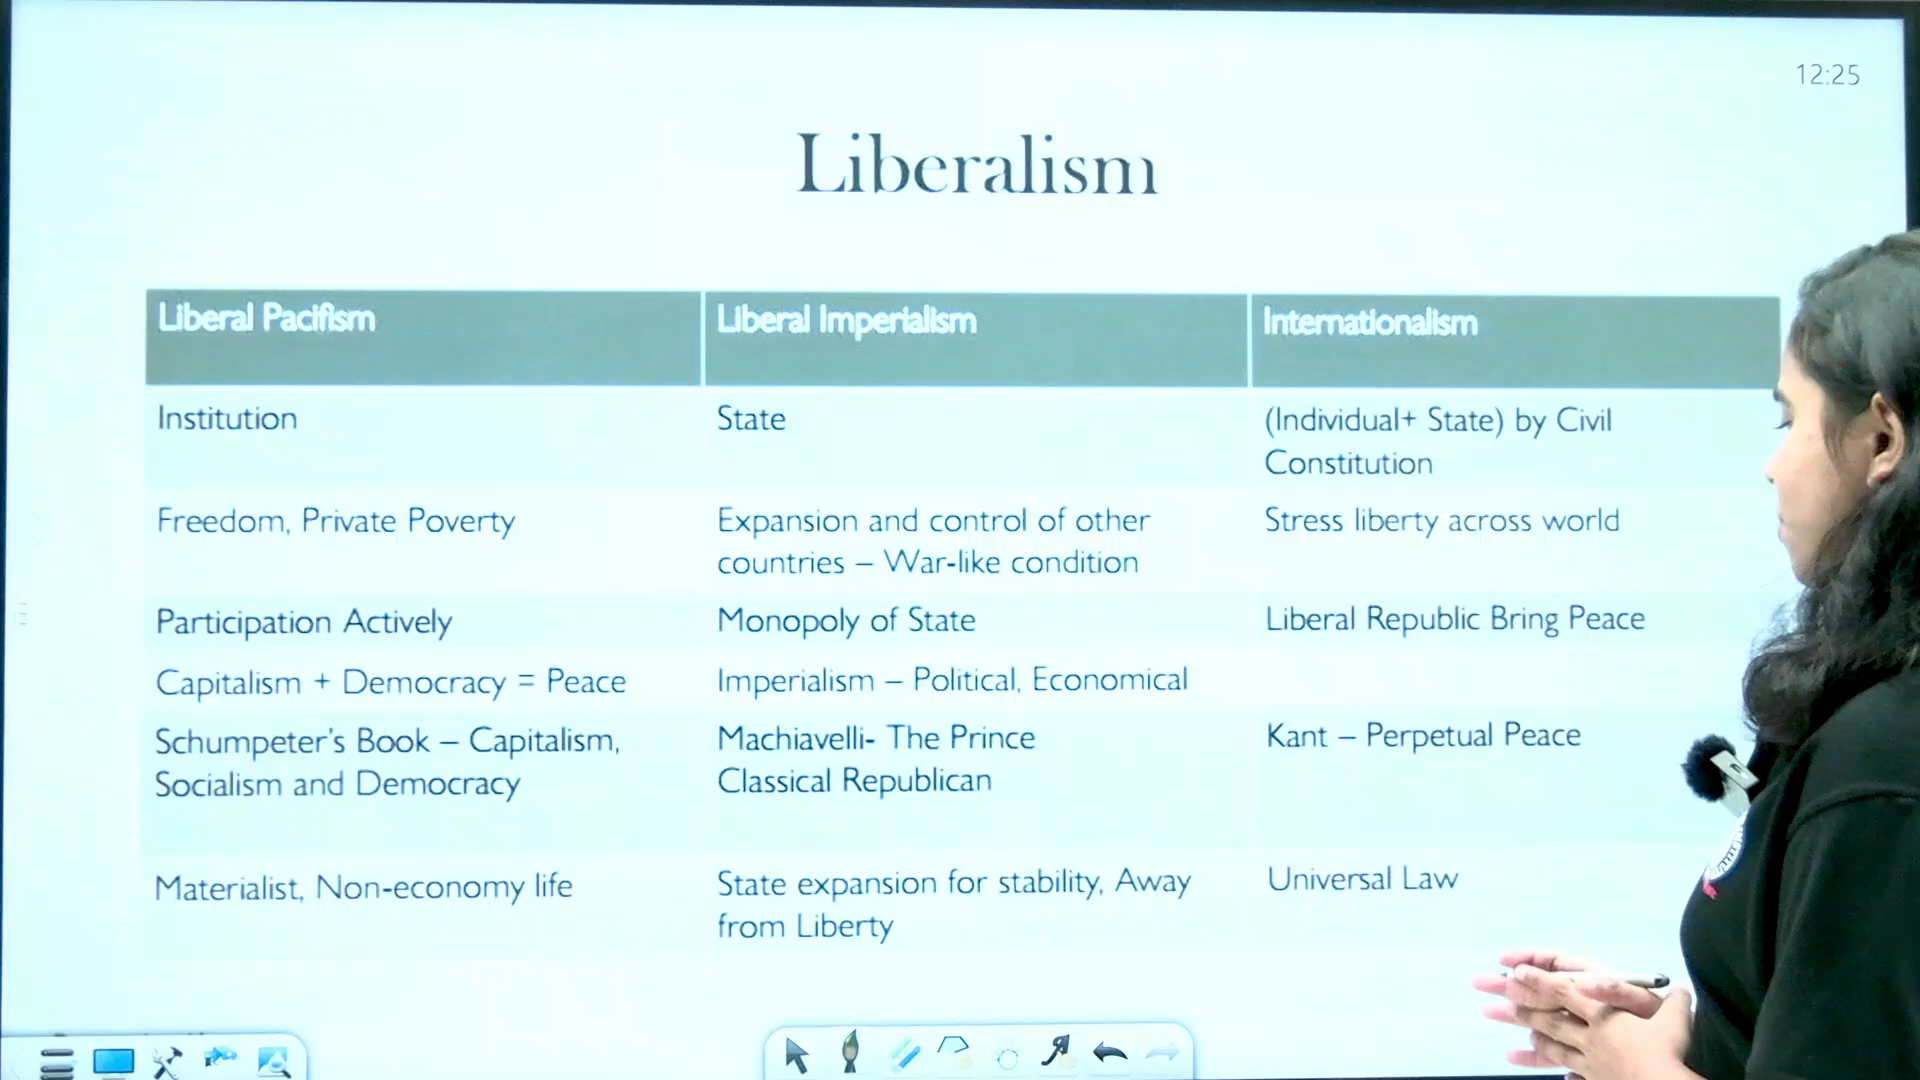 12:25
Liberalism
Liberal Pacifism
Liberal Imperialism
Internationalism
Institution
State
(Individual+ State) by Civil
Constitution
Freedom, Private Poverty
Expansion and control of other
countries – War-like condition
Stress liberty across world
Participation Actively
Monopoly of State
Liberal Republic Bring Peace
Capitalism + Democracy = Peace
Imperialism – Political, Economical
Schumpeter's Book – Capitalism,
Socialism and Democracy
Machiavelli- The Prince
Classical Republican
Kant – Perpetual Peace
Materialist, Non-economy life
State expansion for stability, Away
from Liberty
Universal Law